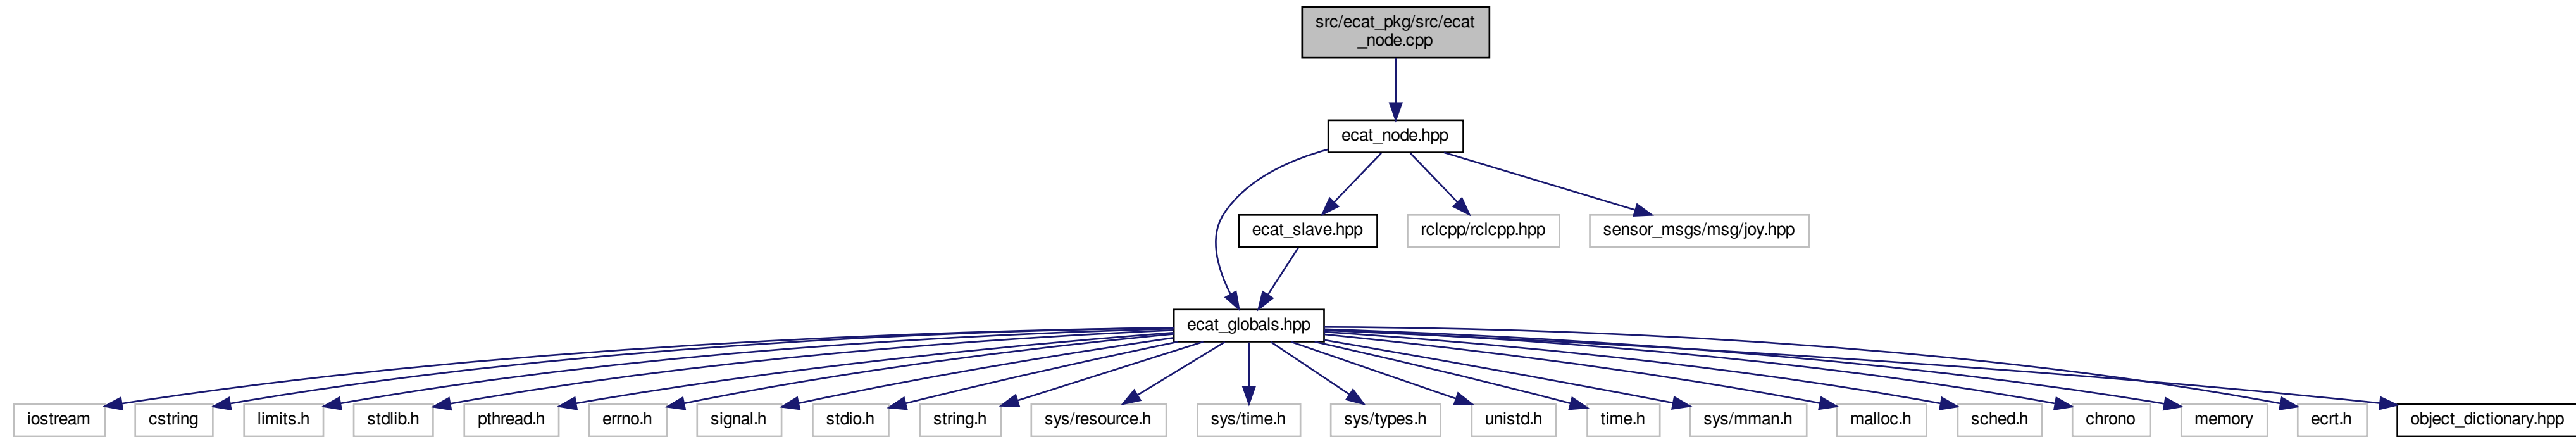 src/ecat_pkg/src/ecat
_node.cpp
ecat_node.hpp
ecat_slave.hpp
rclcpp/rclcpp.hpp
sensor_msgs/msg/joy.hpp
ecat_globals.hpp
iostream
cstring
limits.h
stdlib.h
pthread.h
errno.h
signal.h
stdio.h
string.h
sys/resource.h
sys/time.h
sys/types.h
unistd.h
time.h
sys/mman.h
malloc.h
sched.h
chrono
memory
ecrt.h
object_dictionary.hpp